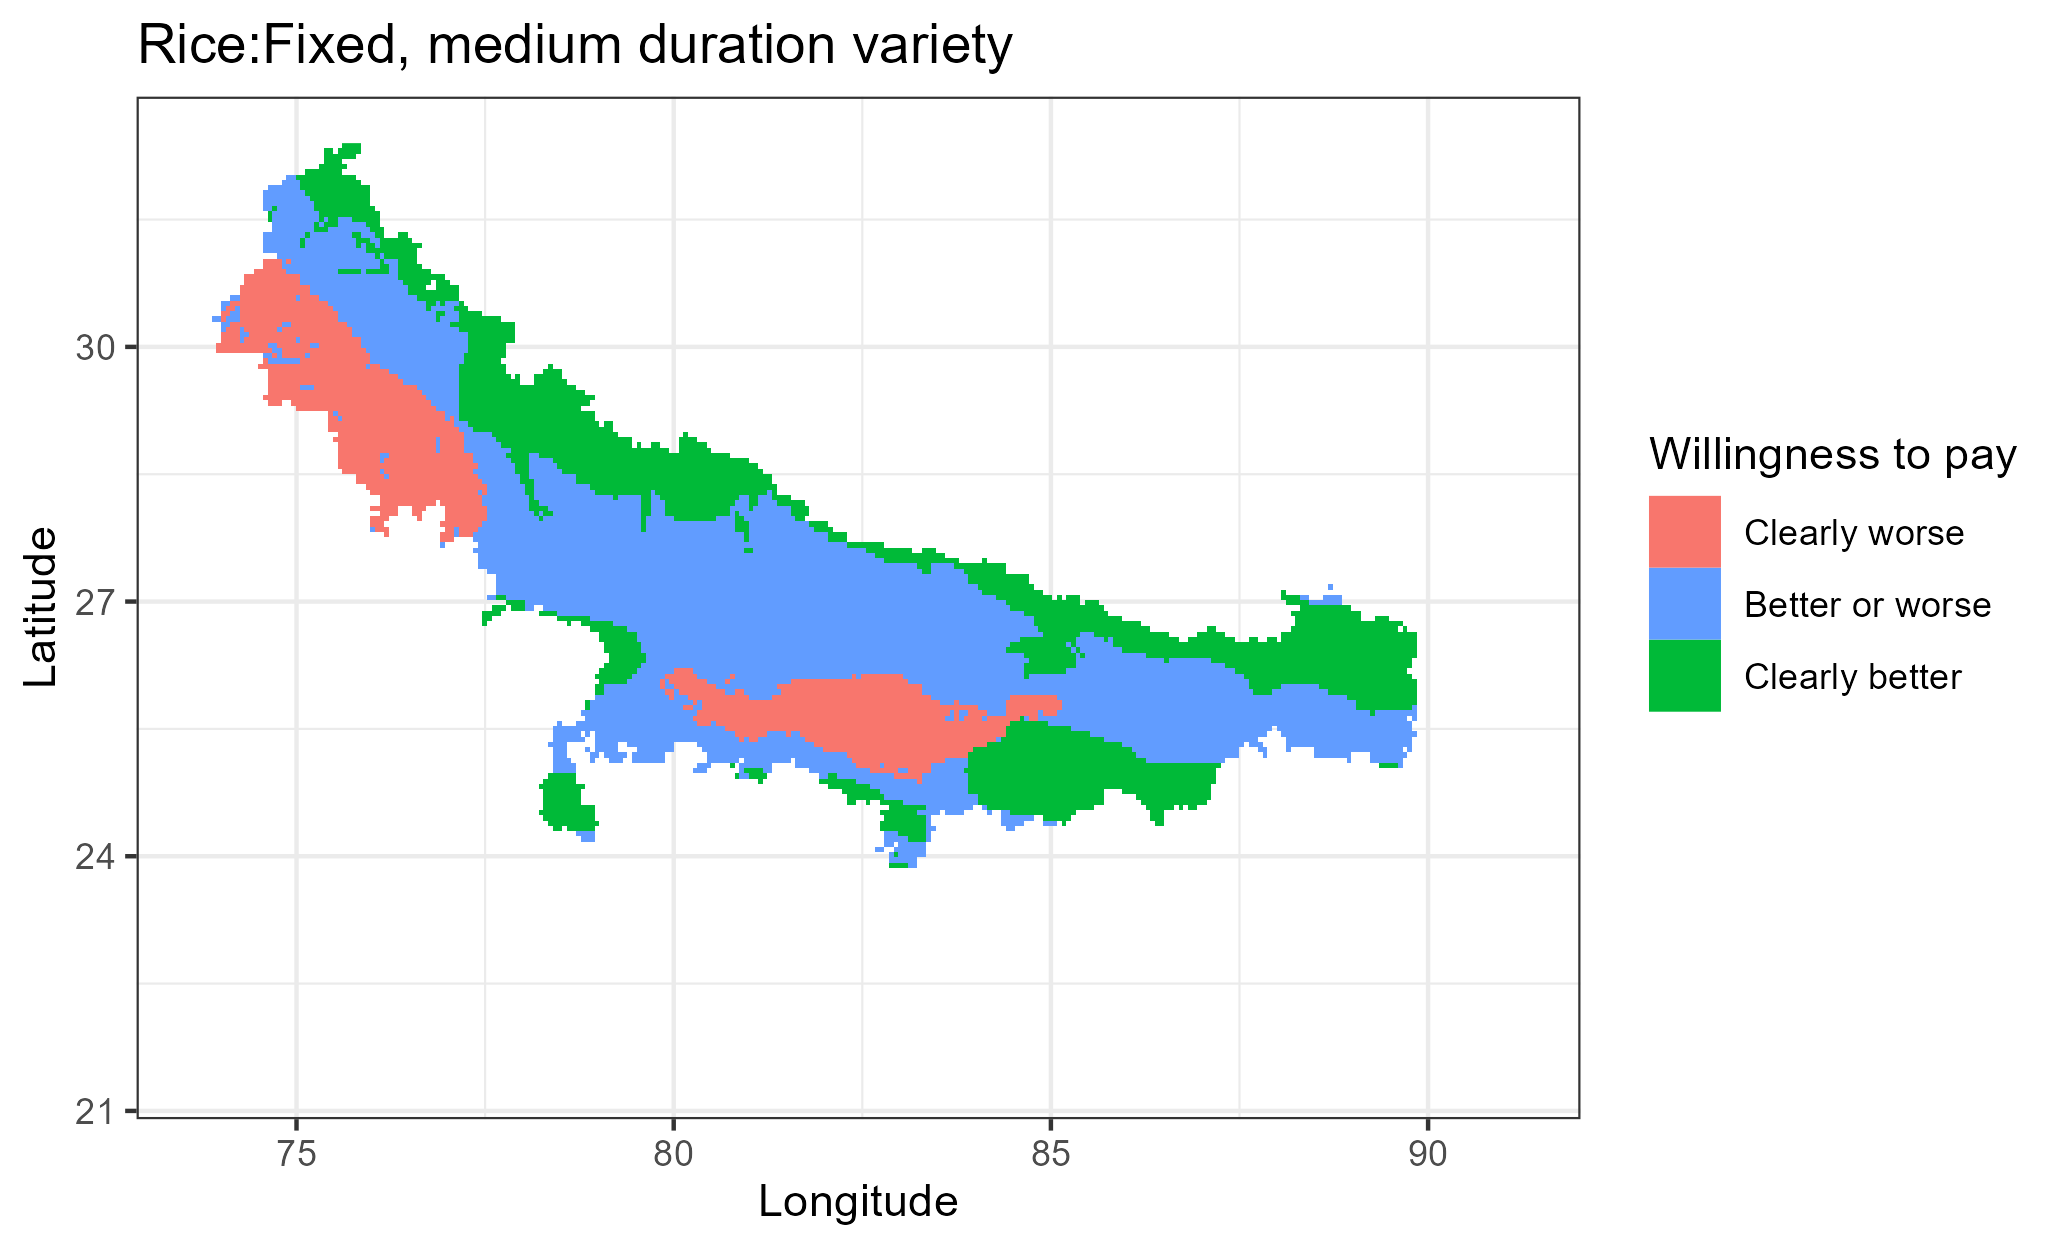 Rice:Fixed, medium duration variety
30
27
24
21
75 80 85 90
Latitude
Longitude
Willingness to pay
Clearly worse
Better or worse
Clearly better